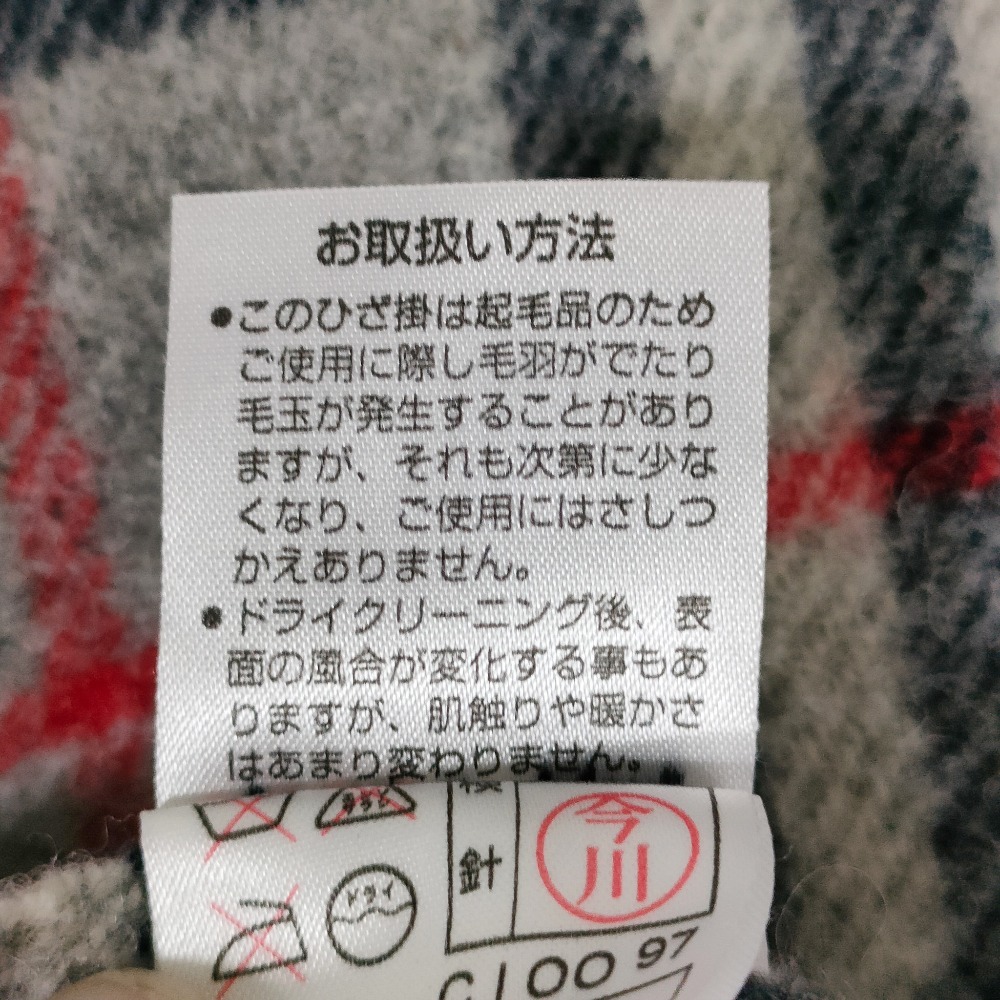 お取扱い方法
●このひざ掛は起毛品のため
ご使用に際し毛羽がでたり
毛玉が発生することがあり
ますが、それも次第に少な
くなり、ご使用にはさしつ
かえありません。
●ドライクリーニング後、表
面の風合が変化する事もあ
りますが、肌触りや暖かさ
はあまり変わりません。
検
針
今
川
ドライ
C100 97